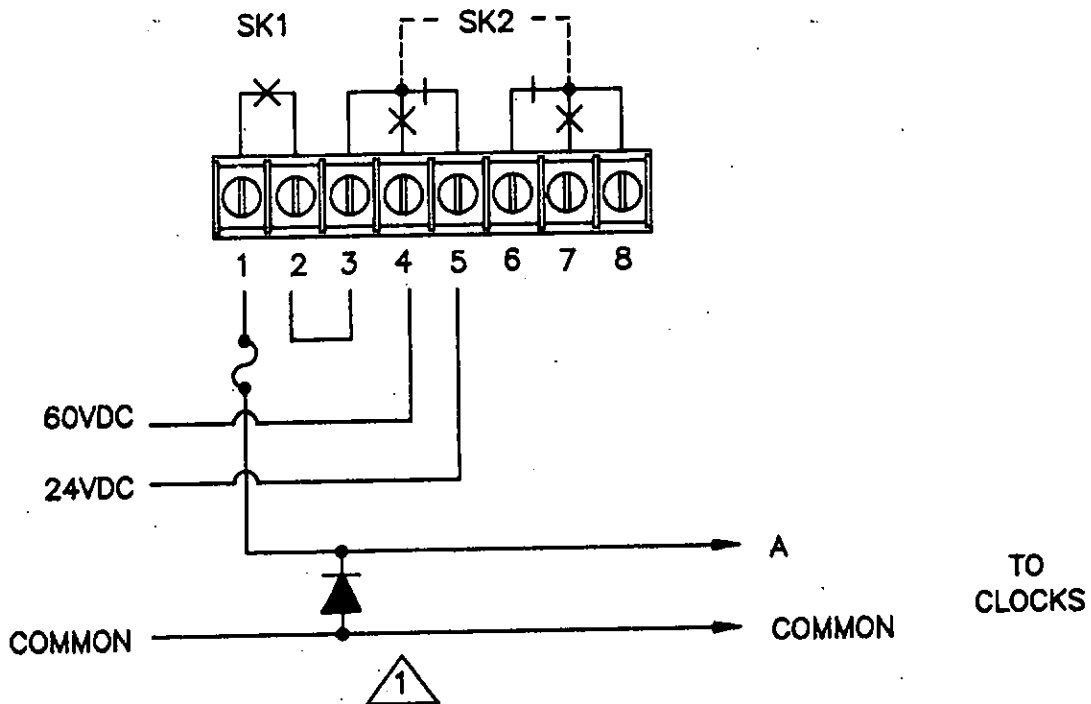 SK1 SK2
1 2 3 4 5 6 7 8
60VDC
24VDC
A
TO
CLOCKS
COMMON COMMON
1